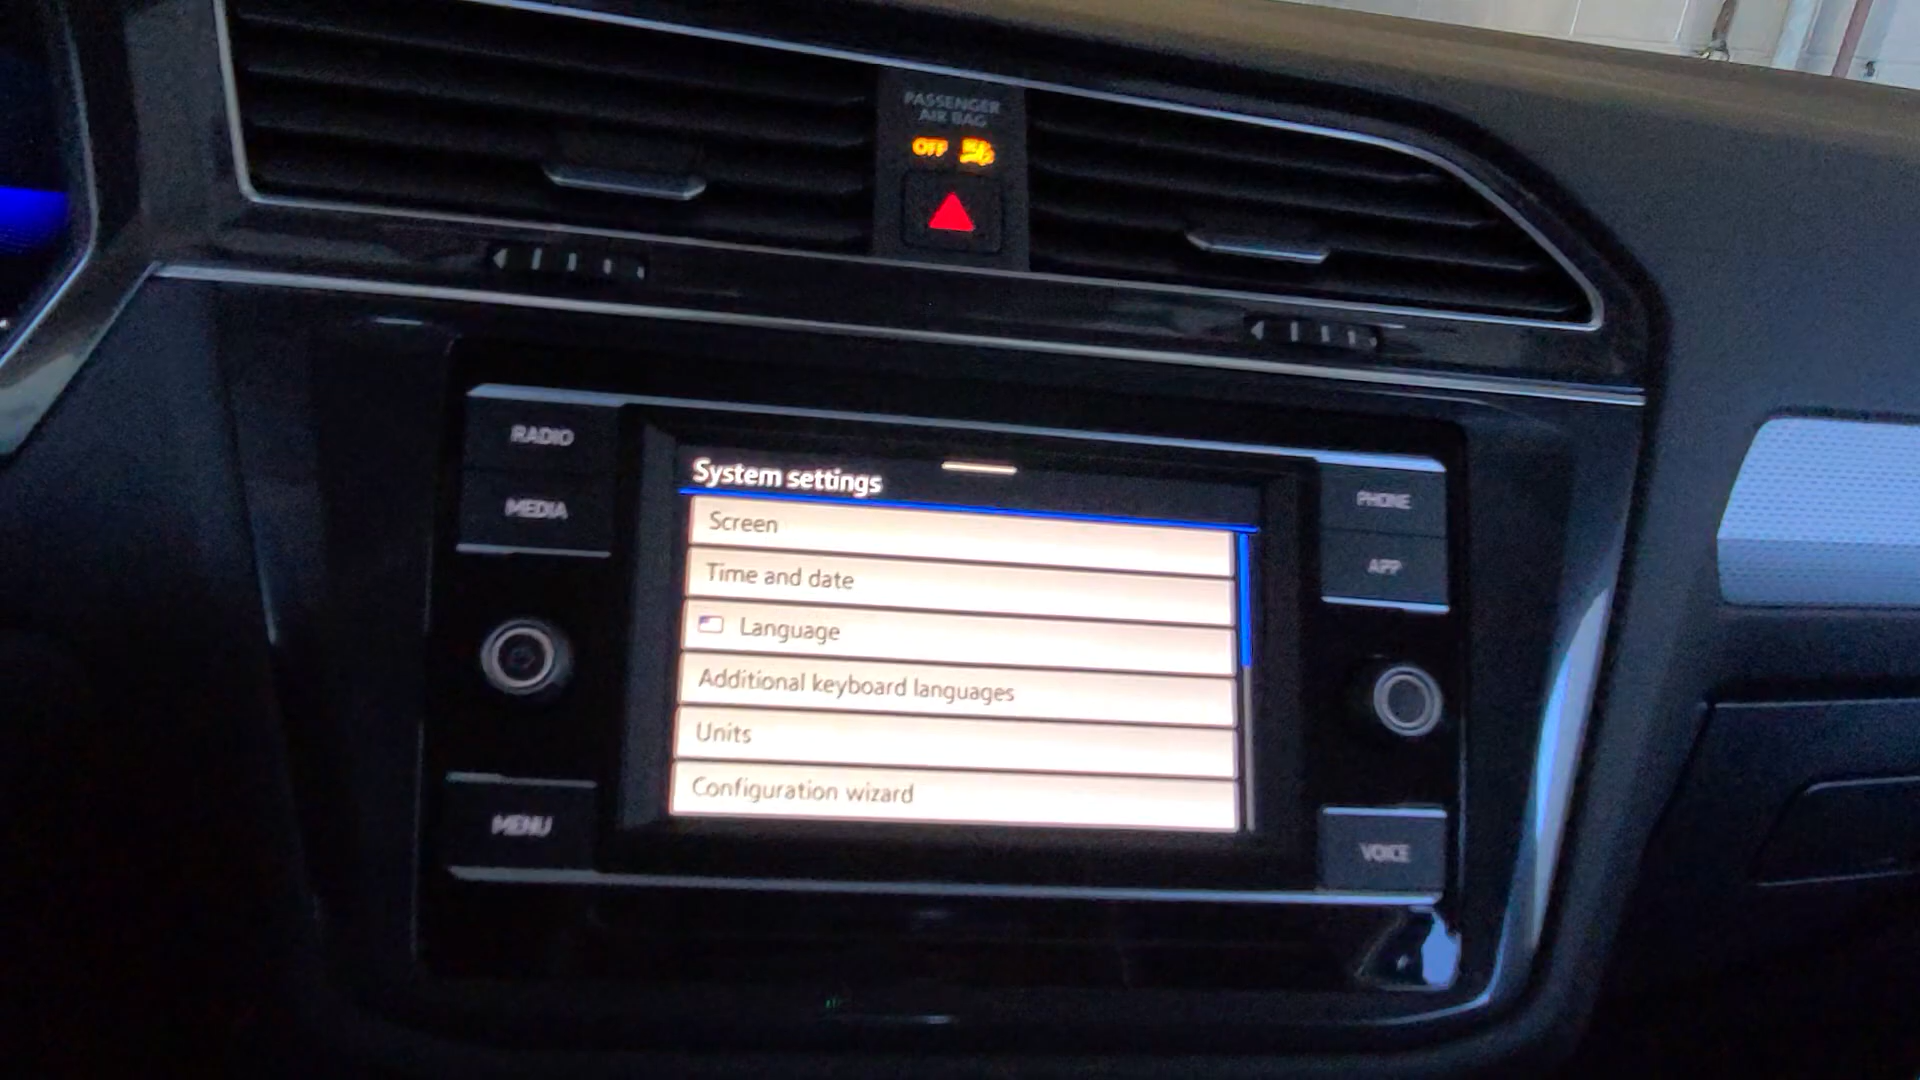 PASSENGER
AIR BAG
OFF
RADIO
MEDIA
MENU
System settings
Screen
Time and date
Language
Additional keyboard languages
Units
Configuration wizard
PHONE
APP
VOICE